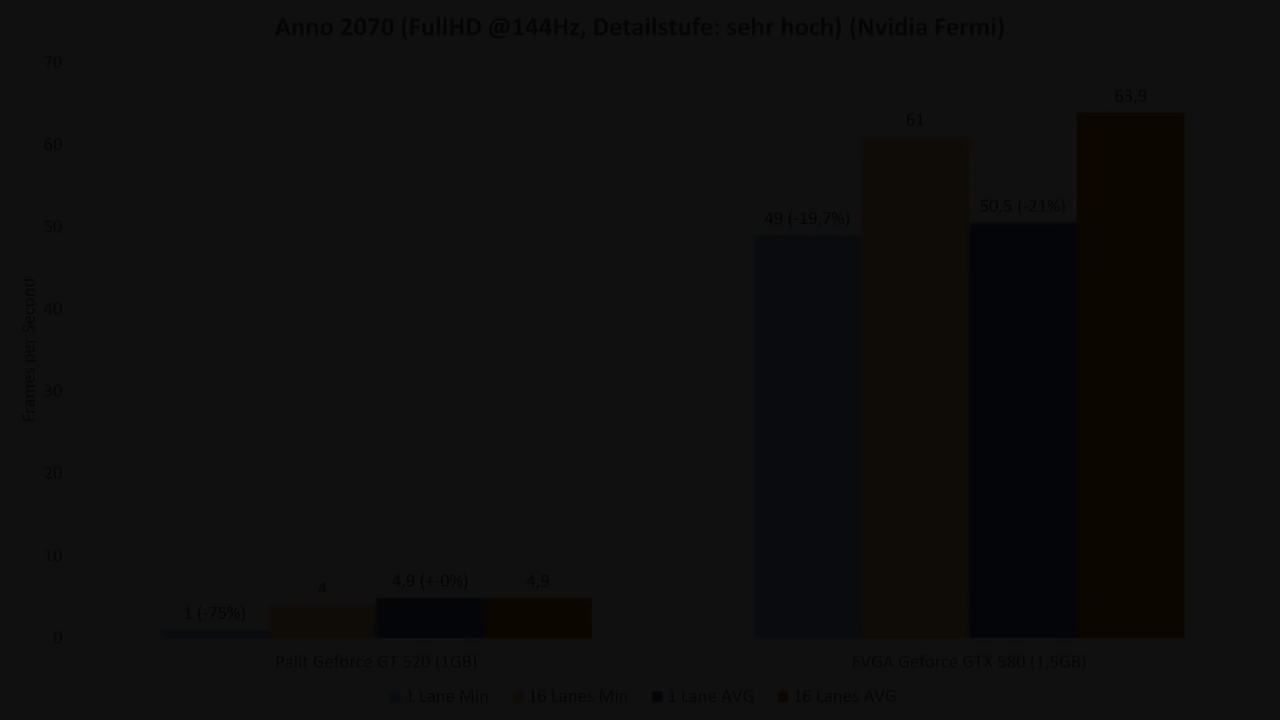 Anno 2070 (FullHD @144Hz, Detailstufe: sehr hoch) (Nvidia Fermi)
70
60
50
40
30
20
10
0
Frames per Second
1 (-75%)
4
4,9 (+-0%)
4,9
49 (-19,7%)
61
50,5 (-21%)
63,9
Palit Geforce GT 520 (1GB)
EVGA Geforce GTX 580 (1,5GB)
1 Lane Min
16 Lanes Min
1 Lane AVG
16 Lanes AVG